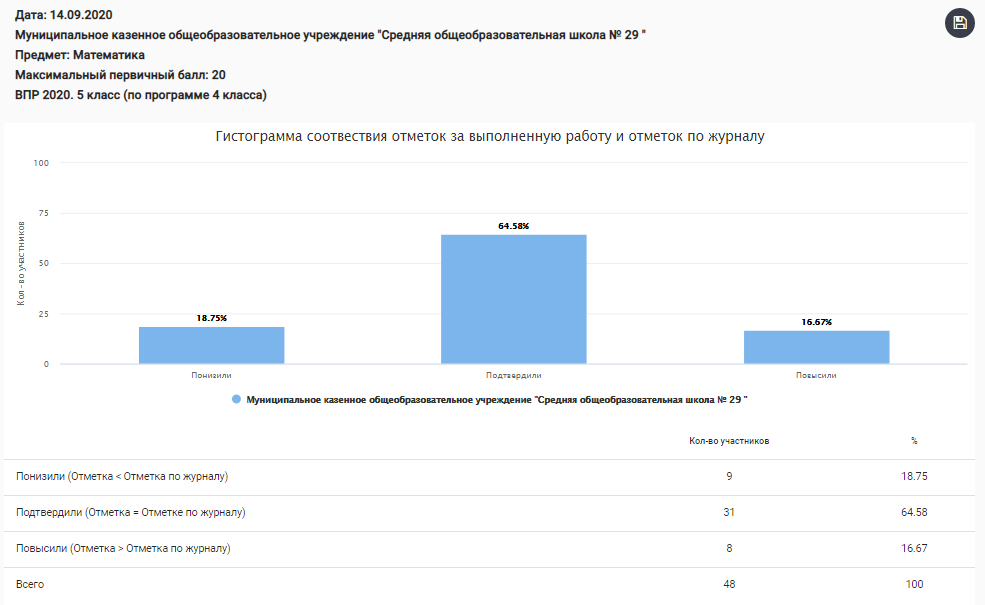 Дата: 14.09.2020
Муниципальное казенное общеобразовательное учреждение "Средняя общеобразовательная школа № 29 "
Предмет: Математика
Максимальный первичный балл: 20
ВПР 2020. 5 класс (по программе 4 класса)
Гистограмма соотвествия отметок за выполненную работу и отметок по журналу
100
75
50
25
0
Кол-во участников
18.75%
64.58%
16.67%
Понизили Подтвердили Повысили
Муниципальное казенное общеобразовательное учреждение "Средняя общеобразовательная школа № 29 "
Кол-во участников %
Понизили (Отметка < Отметка по журналу) 9 18.75
Подтвердили (Отметка = Отметке по журналу) 31 64.58
Повысили (Отметка > Отметка по журналу) 8 16.67
Всего 48 100